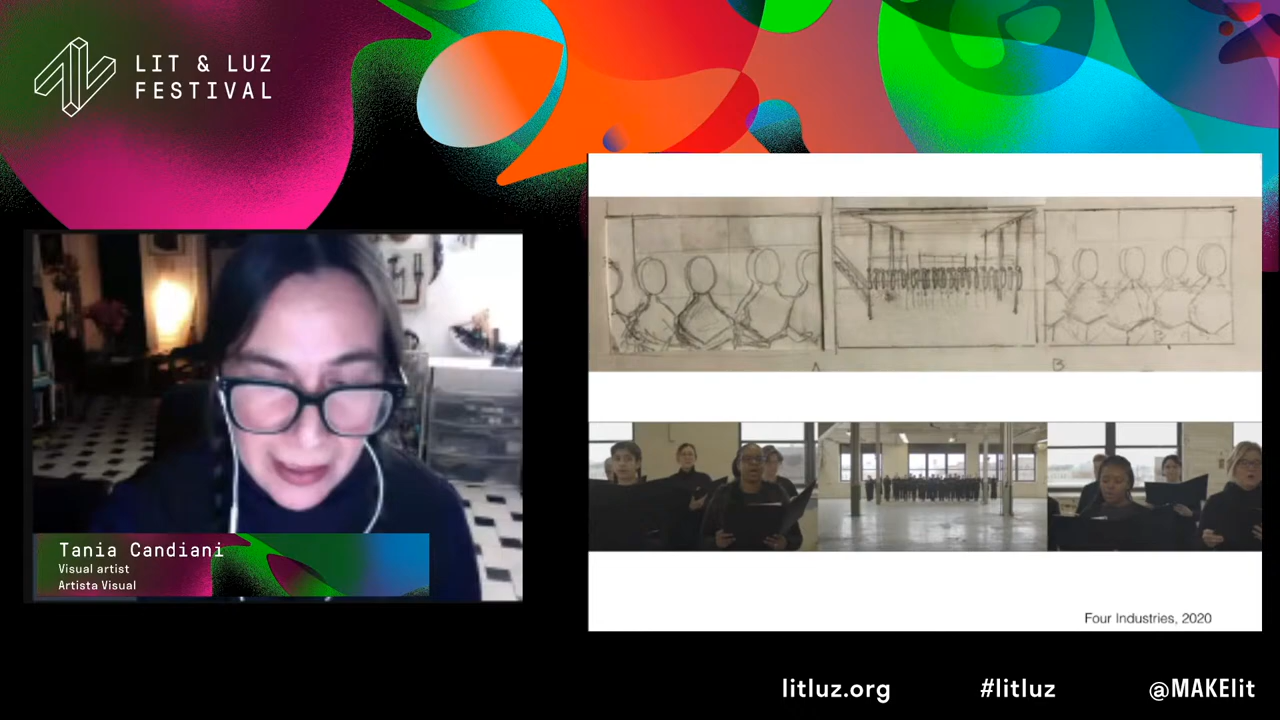 LIT & LUZ
FESTIVAL
Tania Candiani
Visual artist
Artista Visual
A
B
Four Industries, 2020
litluz.org
#litluz
@MAKElit